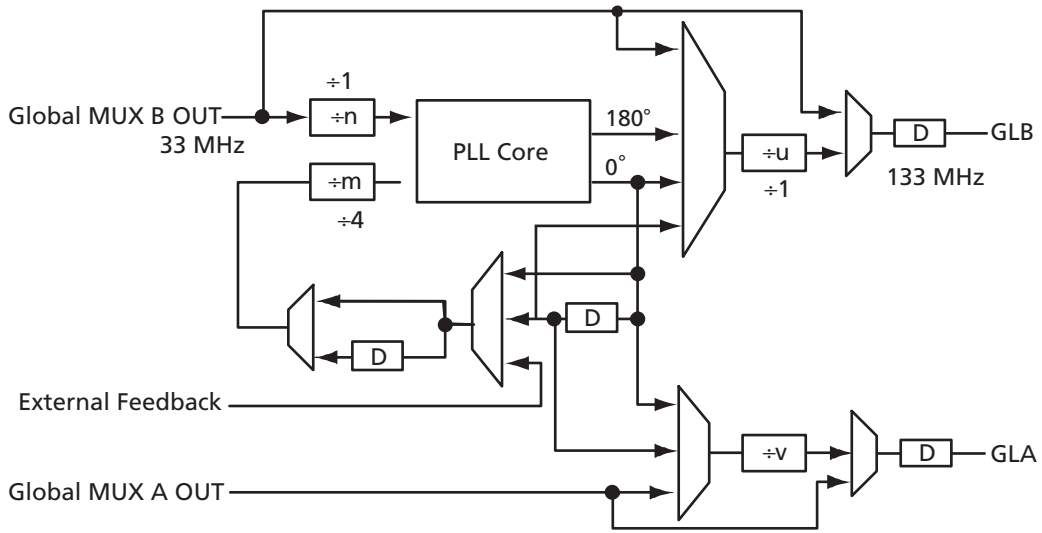 ÷1
Global MUX B OUT
÷n
33 MHz
PLL Core
180°
0°
÷m
÷4
÷u
÷1
D
GLB
133 MHz
D
D
External Feedback
÷v
D
GLA
Global MUX A OUT